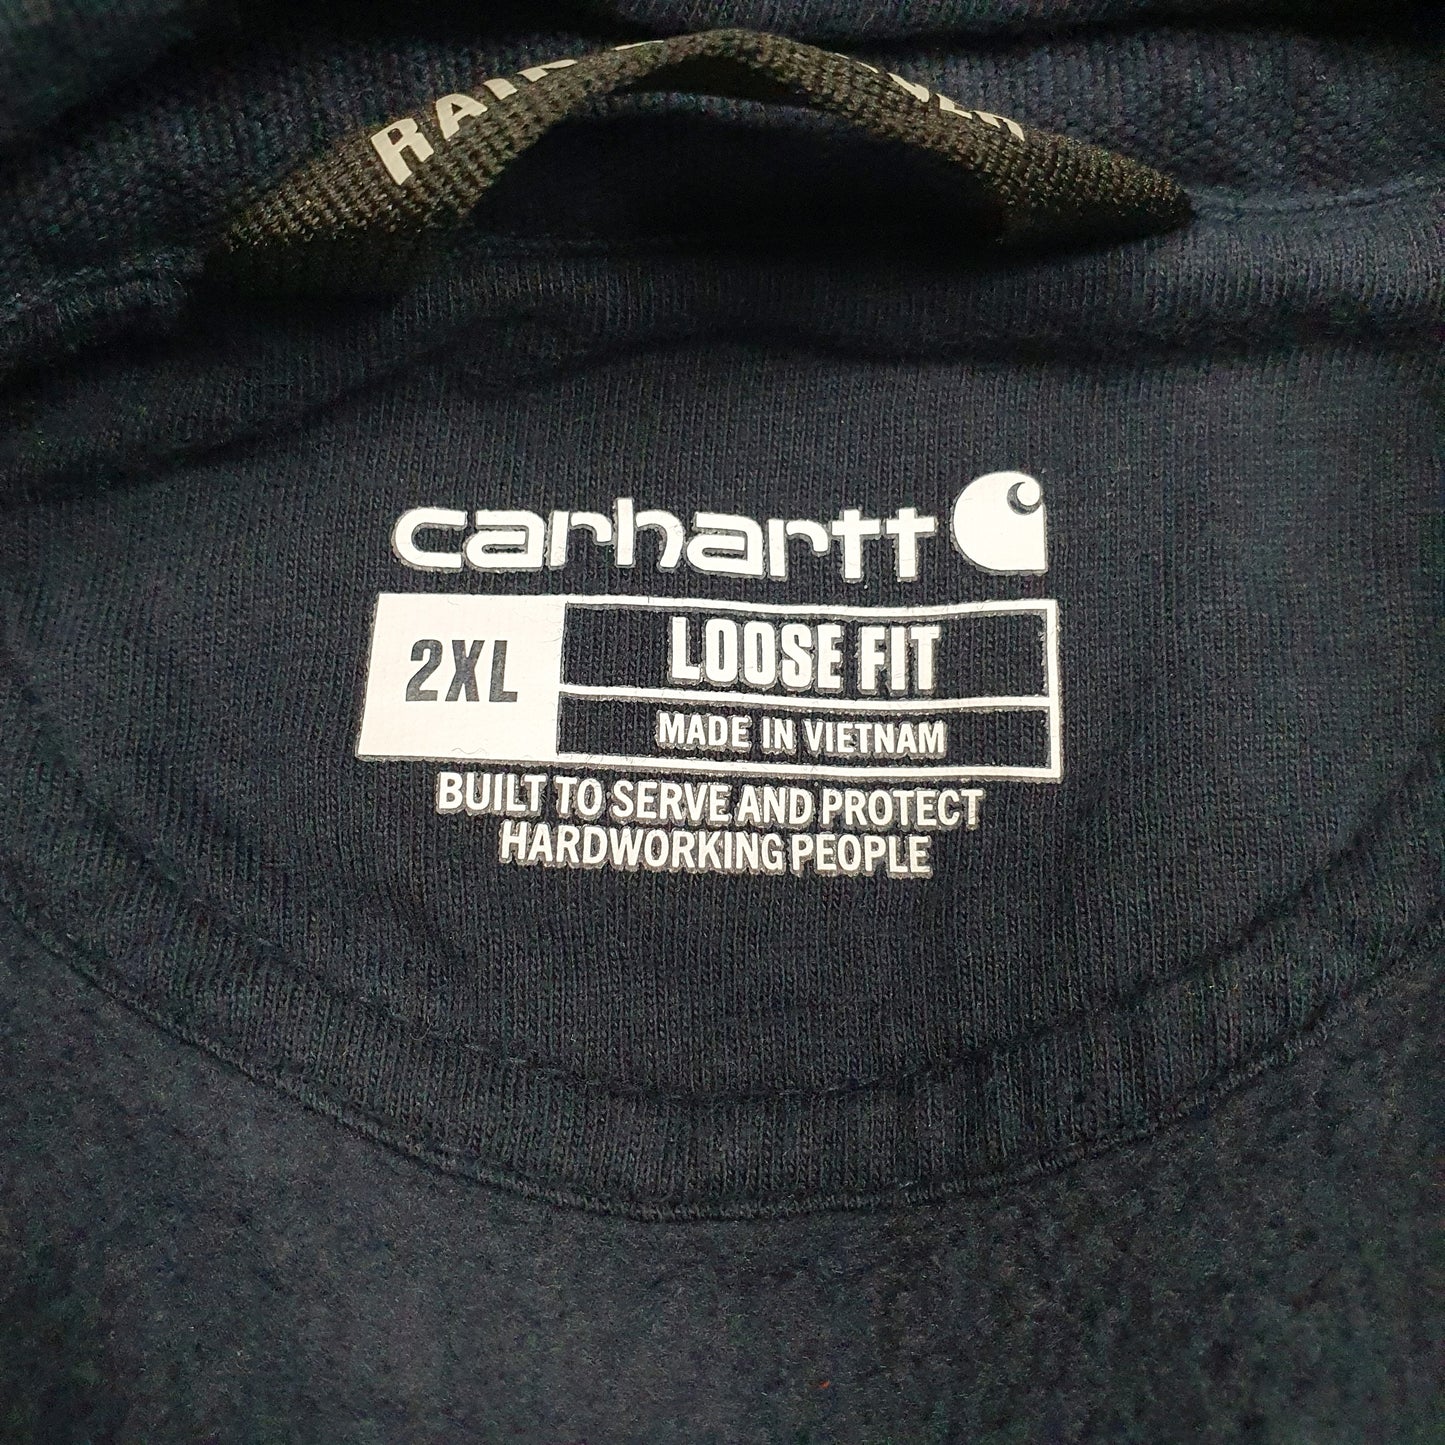 carhartt
2XL
LOOSE FIT
MADE IN VIETNAM
BUILT TO SERVE AND PROTECT
HARDWORKING PEOPLE